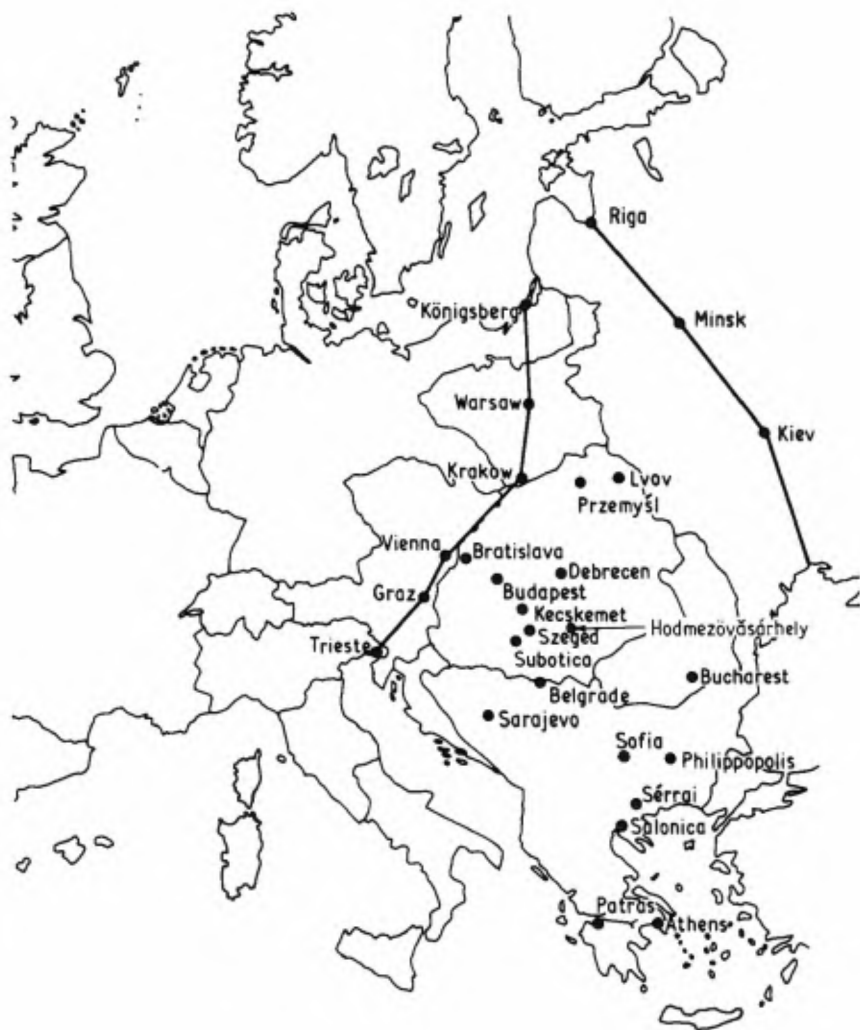 Riga
Königsberg
Minsk
Warsaw
Kiev
Krakow
Lvov
Przemyśl
Vienna
Bratislava
Debrecen
Budapest
Graz
Kecskemet
Hodmezövásárhely
Szeged
Trieste
Subotica
Bucharest
Belgrade
Sarajevo
Sofia
Philippopolis
Sérrai
Salonica
Patras
Athens